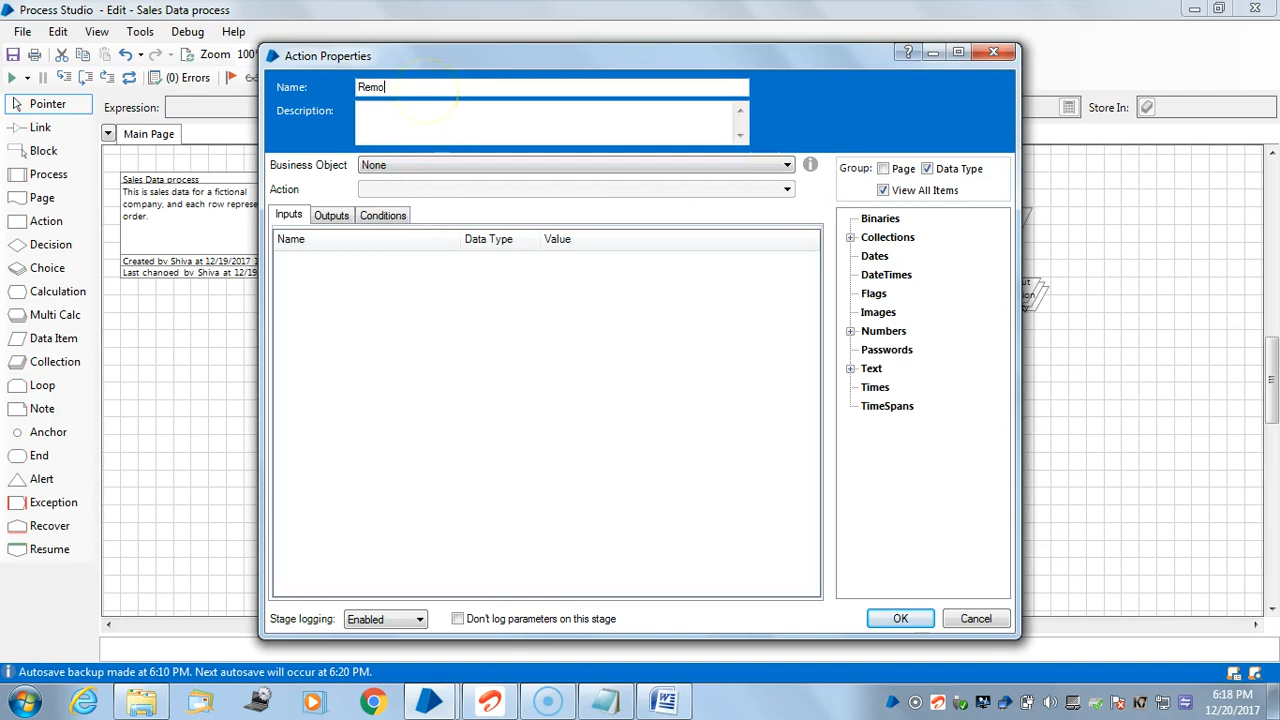 Process Studio - Edit - Sales Data process
File Edit View Tools Debug Help
Zoom 100%
(0) Errors
Pointer
Expression:
Store In:
Link
Main Page
Block
Process
Page
Action
Decision
Choice
Calculation
Multi Calc
Data Item
Collection
Loop
Note
Anchor
End
Alert
Exception
Recover
Resume
Sales Data process
This is sales data for a fictional
company, and each row represe
order.
Created by Shiva at 12/19/2017 1
Last changed by Shiva at 12/19
Action Properties
Name: Remo
Description:
Business Object None
Action
Inputs Outputs Conditions
Name Data Type Value
Group: Page Data Type
View All Items
Binaries
Collections
Dates
DateTimes
Flags
Images
Numbers
Passwords
Text
Times
TimeSpans
Stage logging: Enabled Don't log parameters on this stage
OK Cancel
Autosave backup made at 6:10 PM. Next autosave will occur at 6:20 PM.
6:18 PM
12/20/2017